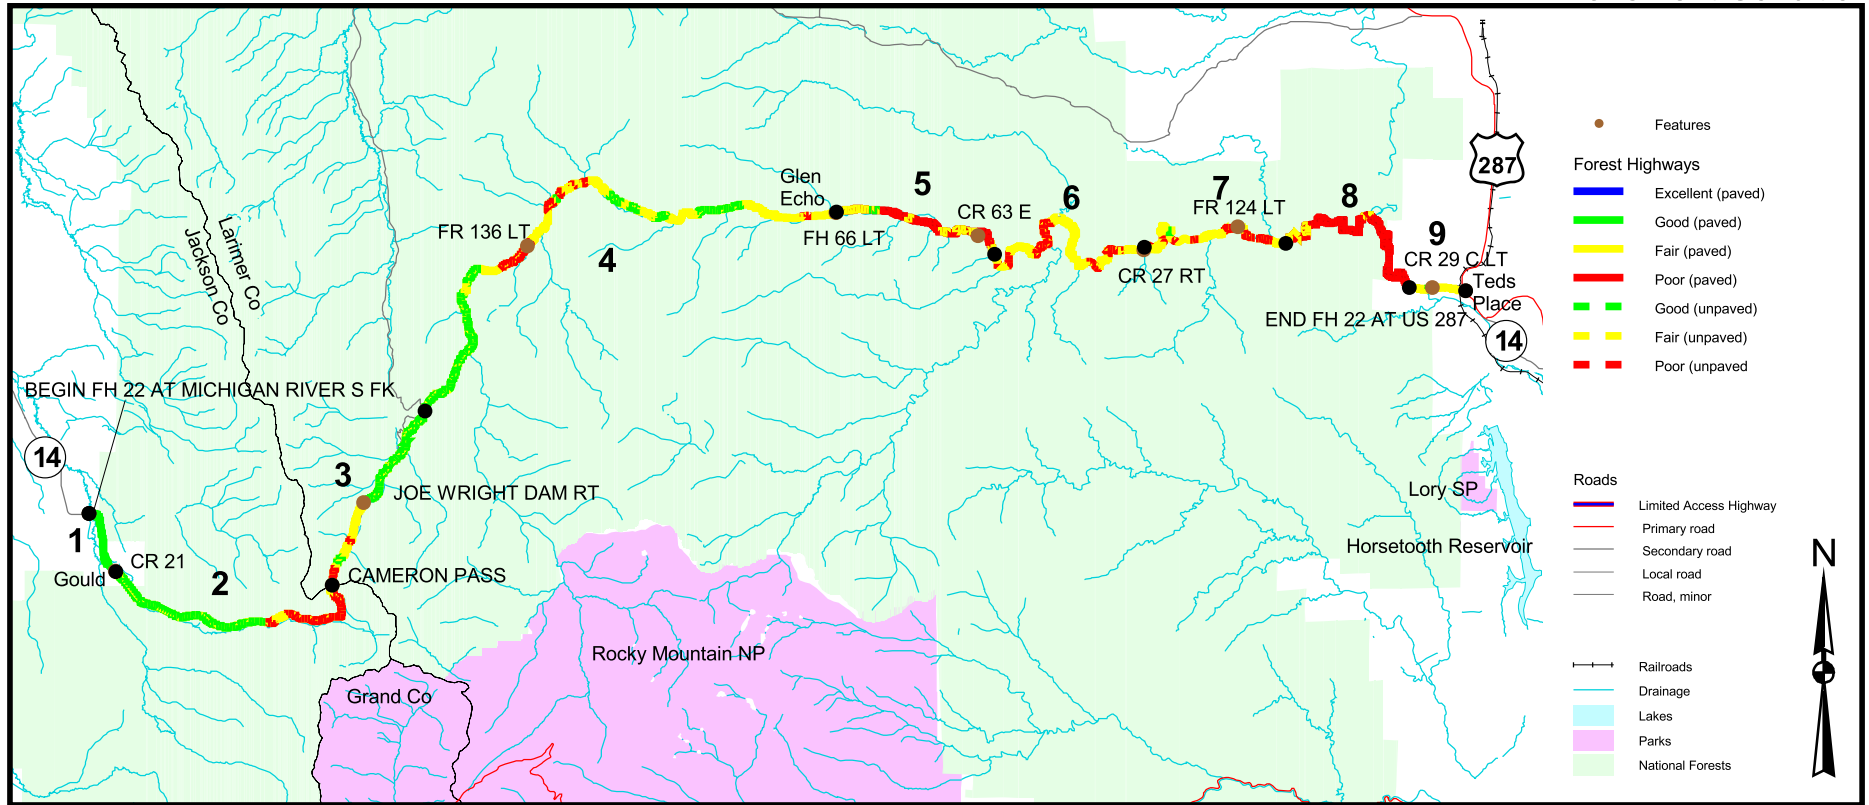 287
Features
Forest Highways
Excellent (paved)
Good (paved)
Fair (paved)
Poor (paved)
Good (unpaved)
Fair (unpaved)
Poor (unpaved
Glen
Echo
5
6
7
8
9
CR 63 E
FR 124 LT
FR 136 LT
FH 66 LT
4
CR 27 RT
CR 29 C LT
Teds
Place
END FH 22 AT US 287
14
Larimer Co
Jackson Co
BEGIN FH 22 AT MICHIGAN RIVER S FK
14
3
JOE WRIGHT DAM RT
1
CR 21
Gould
2
CAMERON PASS
Lory SP
Horsetooth Reservoir
Rocky Mountain NP
Grand Co
Roads
Limited Access Highway
Primary road
Secondary road
Local road
Road, minor
Railroads
Drainage
Lakes
Parks
National Forests
N